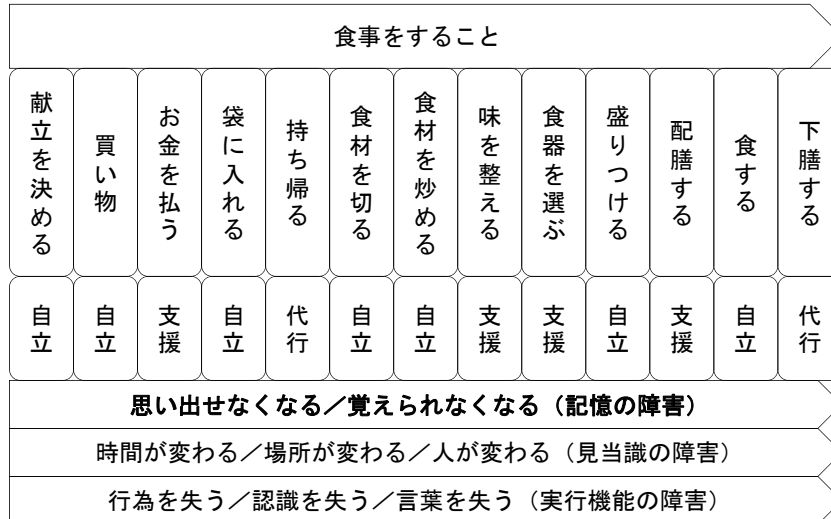 食事をすること
献立を決める
買い物
お金を払う
袋に入れる
持ち帰る
食材を切る
食材を炒める
味を整える
食器を選ぶ
盛りつける
配膳する
食する
下膳する
自立
自立
支援
自立
代行
自立
自立
支援
支援
自立
支援
自立
代行
思い出せなくなる／覚えられなくなる（記憶の障害）
時間が変わる／場所が変わる／人が変わる（見当識の障害）
行為を失う／認識を失う／言葉を失う（実行機能の障害）